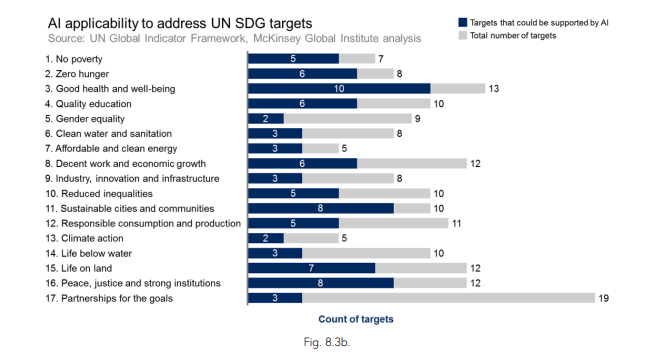 AI applicability to address UN SDG targets
Source: UN Global Indicator Framework, McKinsey Global Institute analysis
Targets that could be supported by AI
Total number of targets
1. No poverty 5 7
2. Zero hunger 6 8
3. Good health and well-being 10 13
4. Quality education 6 10
5. Gender equality 2 9
6. Clean water and sanitation 3 8
7. Affordable and clean energy 3 5
8. Decent work and economic growth 6 12
9. Industry, innovation and infrastructure 3 8
10. Reduced inequalities 5 10
11. Sustainable cities and communities 8 10
12. Responsible consumption and production 5 11
13. Climate action 2 5
14. Life below water 3 10
15. Life on land 7 12
16. Peace, justice and strong institutions 8 12
17. Partnerships for the goals 3 19
Count of targets
Fig. 8.3b.